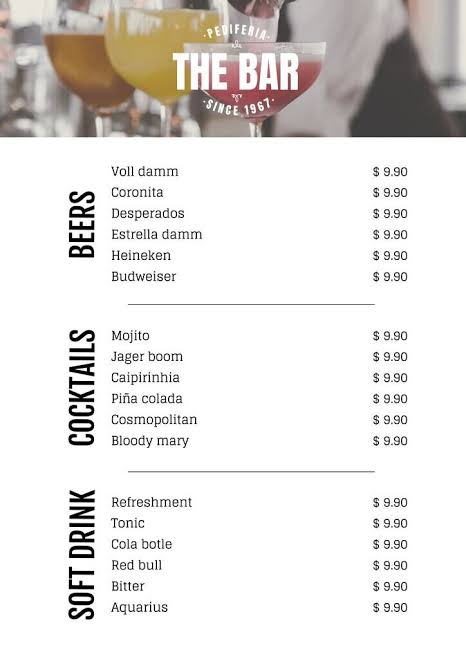 ·PEDIFERIA·
THE BAR
·SINCE 1967·
BEERS
Voll damm $ 9.90
Coronita $ 9.90
Desperados $ 9.90
Estrella damm $ 9.90
Heineken $ 9.90
Budweiser $ 9.90
COCKTAILS
Mojito $ 9.90
Jager boom $ 9.90
Caipirinhia $ 9.90
Piña colada $ 9.90
Cosmopolitan $ 9.90
Bloody mary $ 9.90
SOFT DRINK
Refreshment $ 9.90
Tonic $ 9.90
Cola botle $ 9.90
Red bull $ 9.90
Bitter $ 9.90
Aquarius $ 9.90